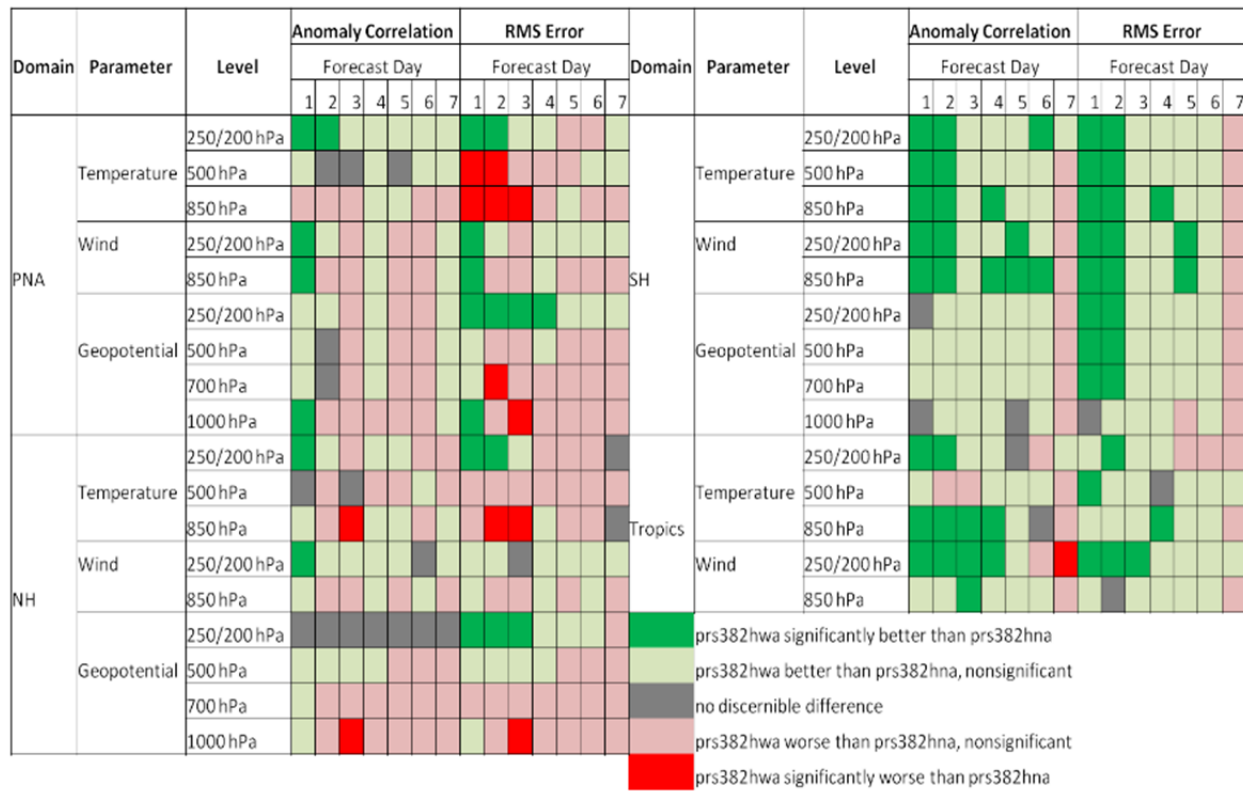 Anomaly Correlation RMS Error Anomaly Correlation RMS Error
Domain Parameter Level Forecast Day Forecast Day Domain Parameter Level Forecast Day Forecast Day
1 2 3 4 5 6 7 1 2 3 4 5 6 7 1 2 3 4 5 6 7 1 2 3 4 5 6 7
250/200 hPa 250/200 hPa
Temperature 500 hPa Temperature 500 hPa
850 hPa 850 hPa
Wind 250/200 hPa Wind 250/200 hPa
PNA 850 hPa SH 850 hPa
250/200 hPa 250/200 hPa
Geopotential 500 hPa Geopotential 500 hPa
700 hPa 700 hPa
1000 hPa 1000 hPa
250/200 hPa 250/200 hPa
Temperature 500 hPa Temperature 500 hPa
850 hPa Tropics 850 hPa
Wind 250/200 hPa Wind 250/200 hPa
NH 850 hPa 850 hPa
250/200 hPa prs382hwa significantly better than prs382hna
Geopotential 500 hPa prs382hwa better than prs382hna, nonsignificant
700 hPa no discernible difference
1000 hPa prs382hwa worse than prs382hna, nonsignificant
prs382hwa significantly worse than prs382hna